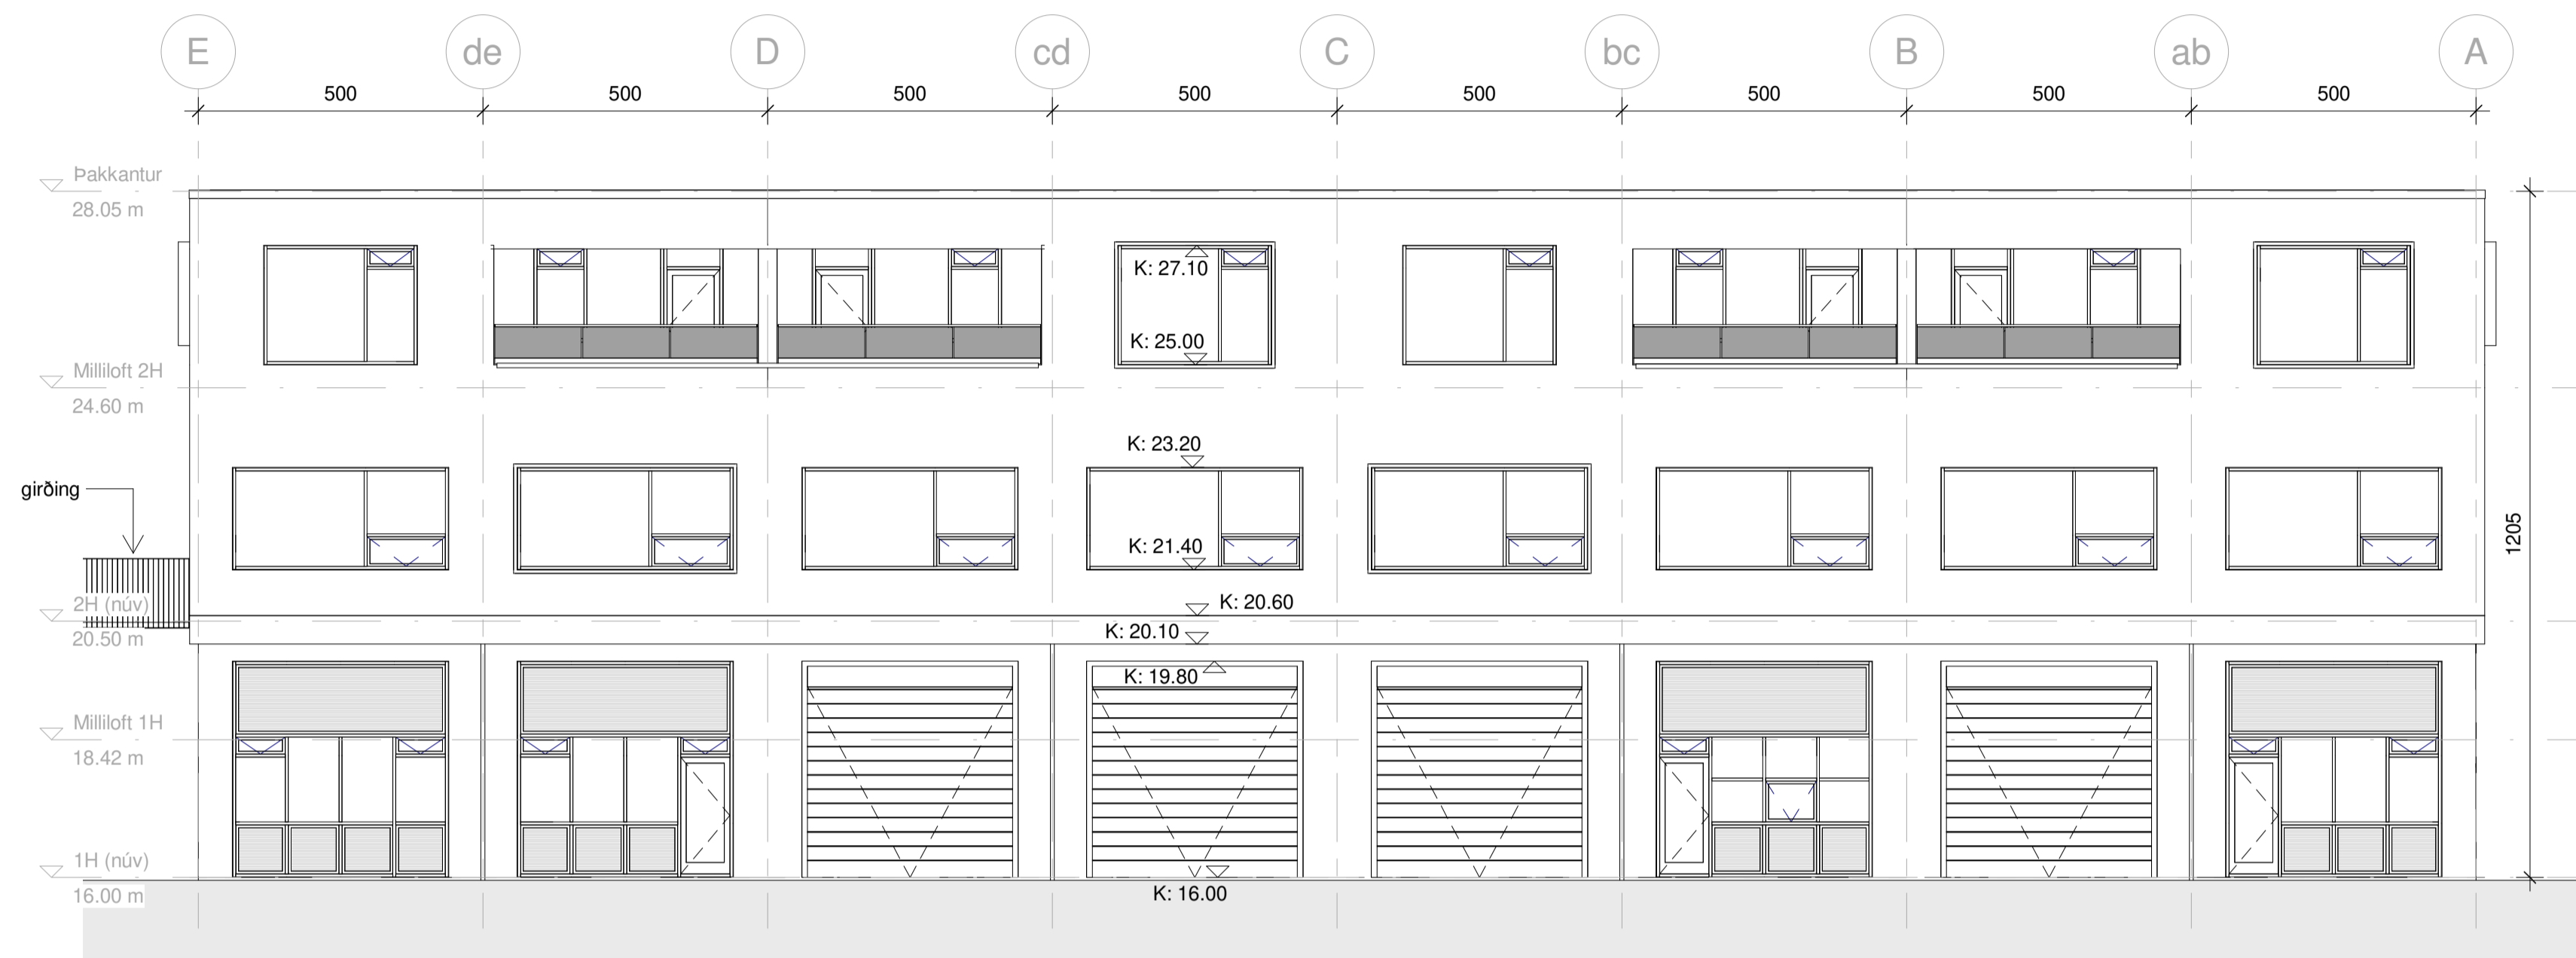 E de D cd C bc B ab A
500 500 500 500 500 500 500 500
Þakkantur
28.05 m
K: 27.10
K: 25.00
Milliloft 2H
24.60 m
K: 23.20
girðing
K: 21.40
1205
2H (núv)
K: 20.60
20.50 m
K: 20.10
K: 19.80
Milliloft 1H
18.42 m
1H (núv)
16.00 m
K: 16.00